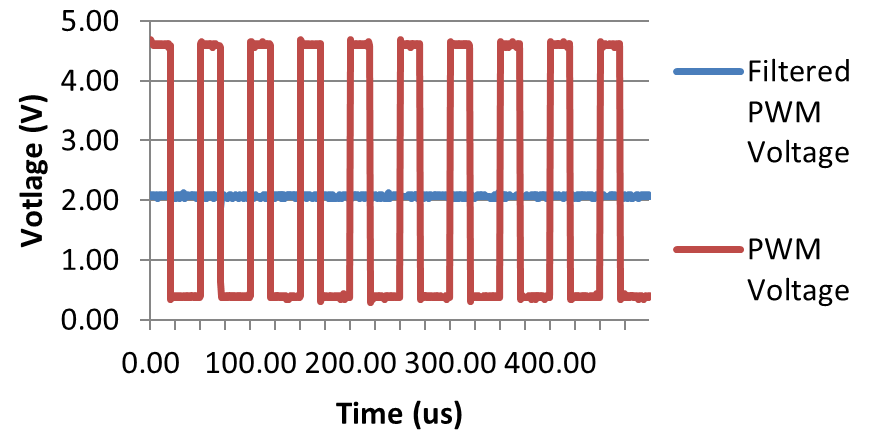 5.00
4.00
3.00
2.00
1.00
0.00
Votlage (V)
0.00 100.00 200.00 300.00 400.00
Time (us)
Filtered
PWM
Voltage
PWM
Voltage